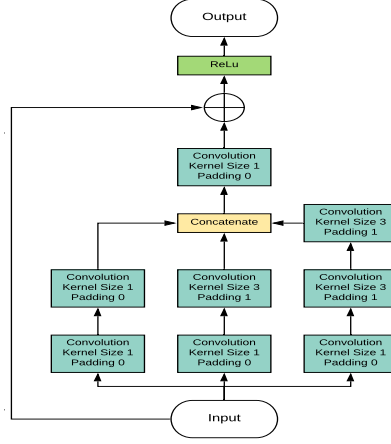 Output
ReLu
Convolution
Kernel Size 1
Padding 0
Concatenate
Convolution
Kernel Size 3
Padding 1
Convolution
Kernel Size 1
Padding 0
Convolution
Kernel Size 3
Padding 1
Convolution
Kernel Size 3
Padding 1
Convolution
Kernel Size 1
Padding 0
Convolution
Kernel Size 1
Padding 0
Convolution
Kernel Size 1
Padding 0
Input